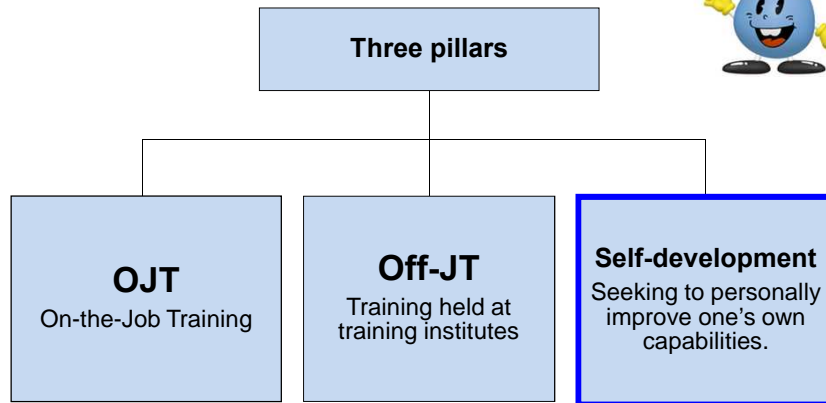 Three pillars
OJT
On-the-Job Training
Off-JT
Training held at
training institutes
Self-development
Seeking to personally
improve one’s own
capabilities.